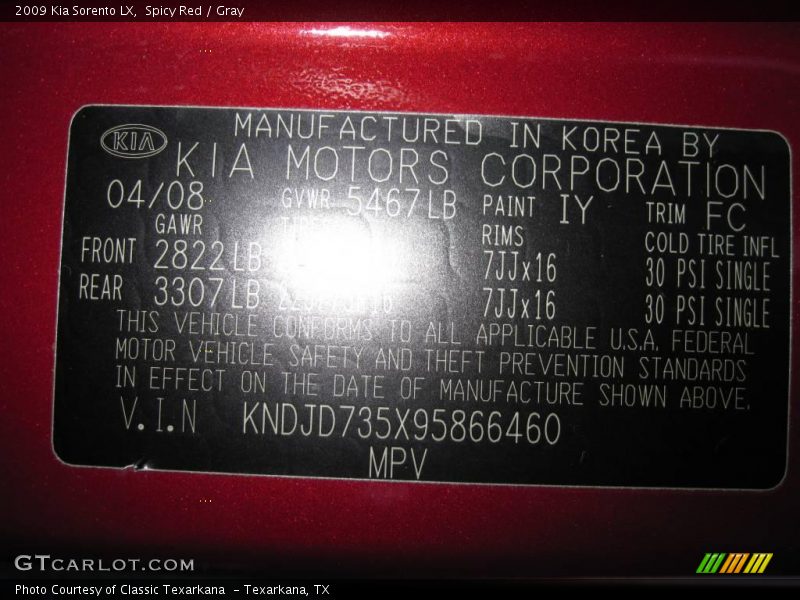 2009 Kia Sorento LX, Spicy Red / Gray
KIA
MANUFACTURED IN KOREA BY
KIA MOTORS CORPORATION
04/08 GVWR 5467 LB PAINT IY TRIM FC
GAWR RIMS COLD TIRE INFL
FRONT 2822 LB 7JJx16 30 PSI SINGLE
REAR 3307 LB 7JJx16 30 PSI SINGLE
THIS VEHICLE CONFORMS TO ALL APPLICABLE U.S.A. FEDERAL
MOTOR VEHICLE SAFETY AND THEFT PREVENTION STANDARDS
IN EFFECT ON THE DATE OF MANUFACTURE SHOWN ABOVE.
V.I.N KNDJD735X95866460
MPV
GTCARLOT.COM
Photo Courtesy of Classic Texarkana - Texarkana, TX